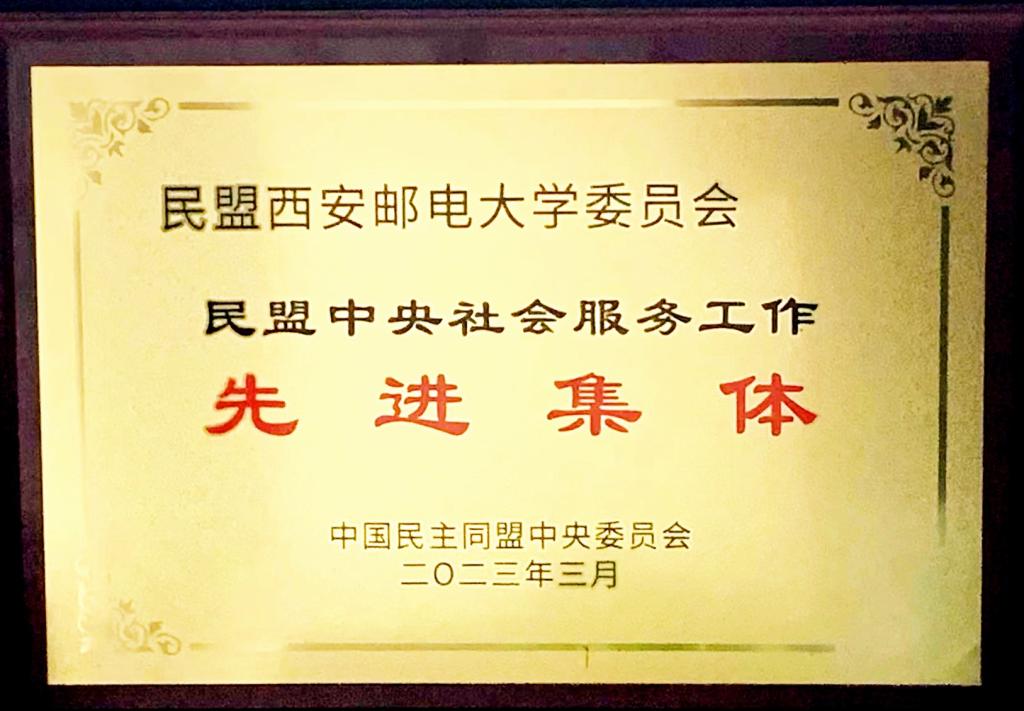 民盟西安邮电大学委员会
民盟中央社会服务工作
先进集体
中国民主同盟中央委员会
二〇二三年三月